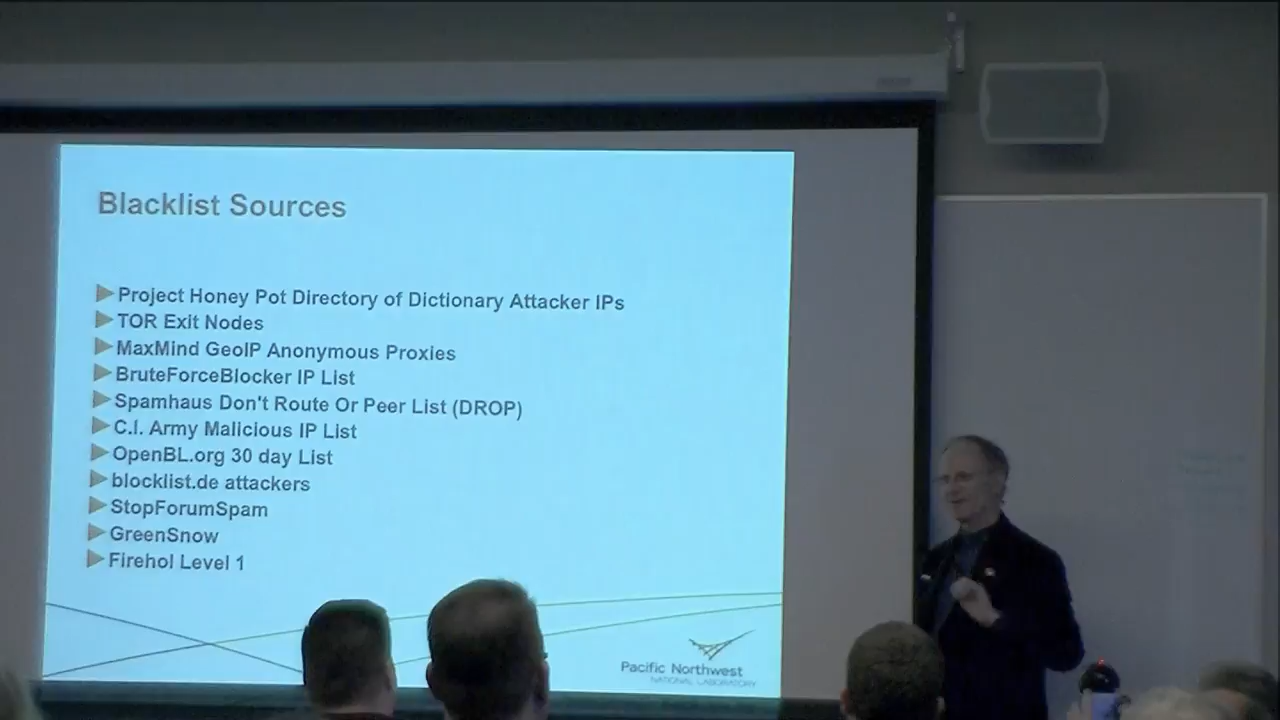 Blacklist Sources
Project Honey Pot Directory of Dictionary Attacker IPs
TOR Exit Nodes
MaxMind GeoIP Anonymous Proxies
BruteForceBlocker IP List
Spamhaus Don't Route Or Peer List (DROP)
C.I. Army Malicious IP List
OpenBL.org 30 day List
blocklist.de attackers
StopForumSpam
GreenSnow
Firehol Level 1
Pacific Northwest
NATIONAL LABORATORY